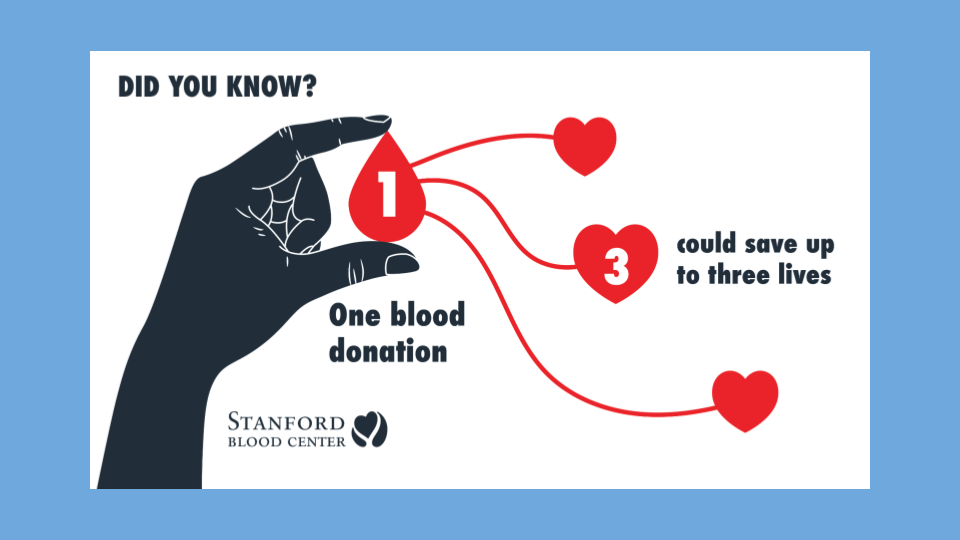 DID YOU KNOW?
1
One blood
donation
3
could save up
to three lives
STANFORD
BLOOD CENTER